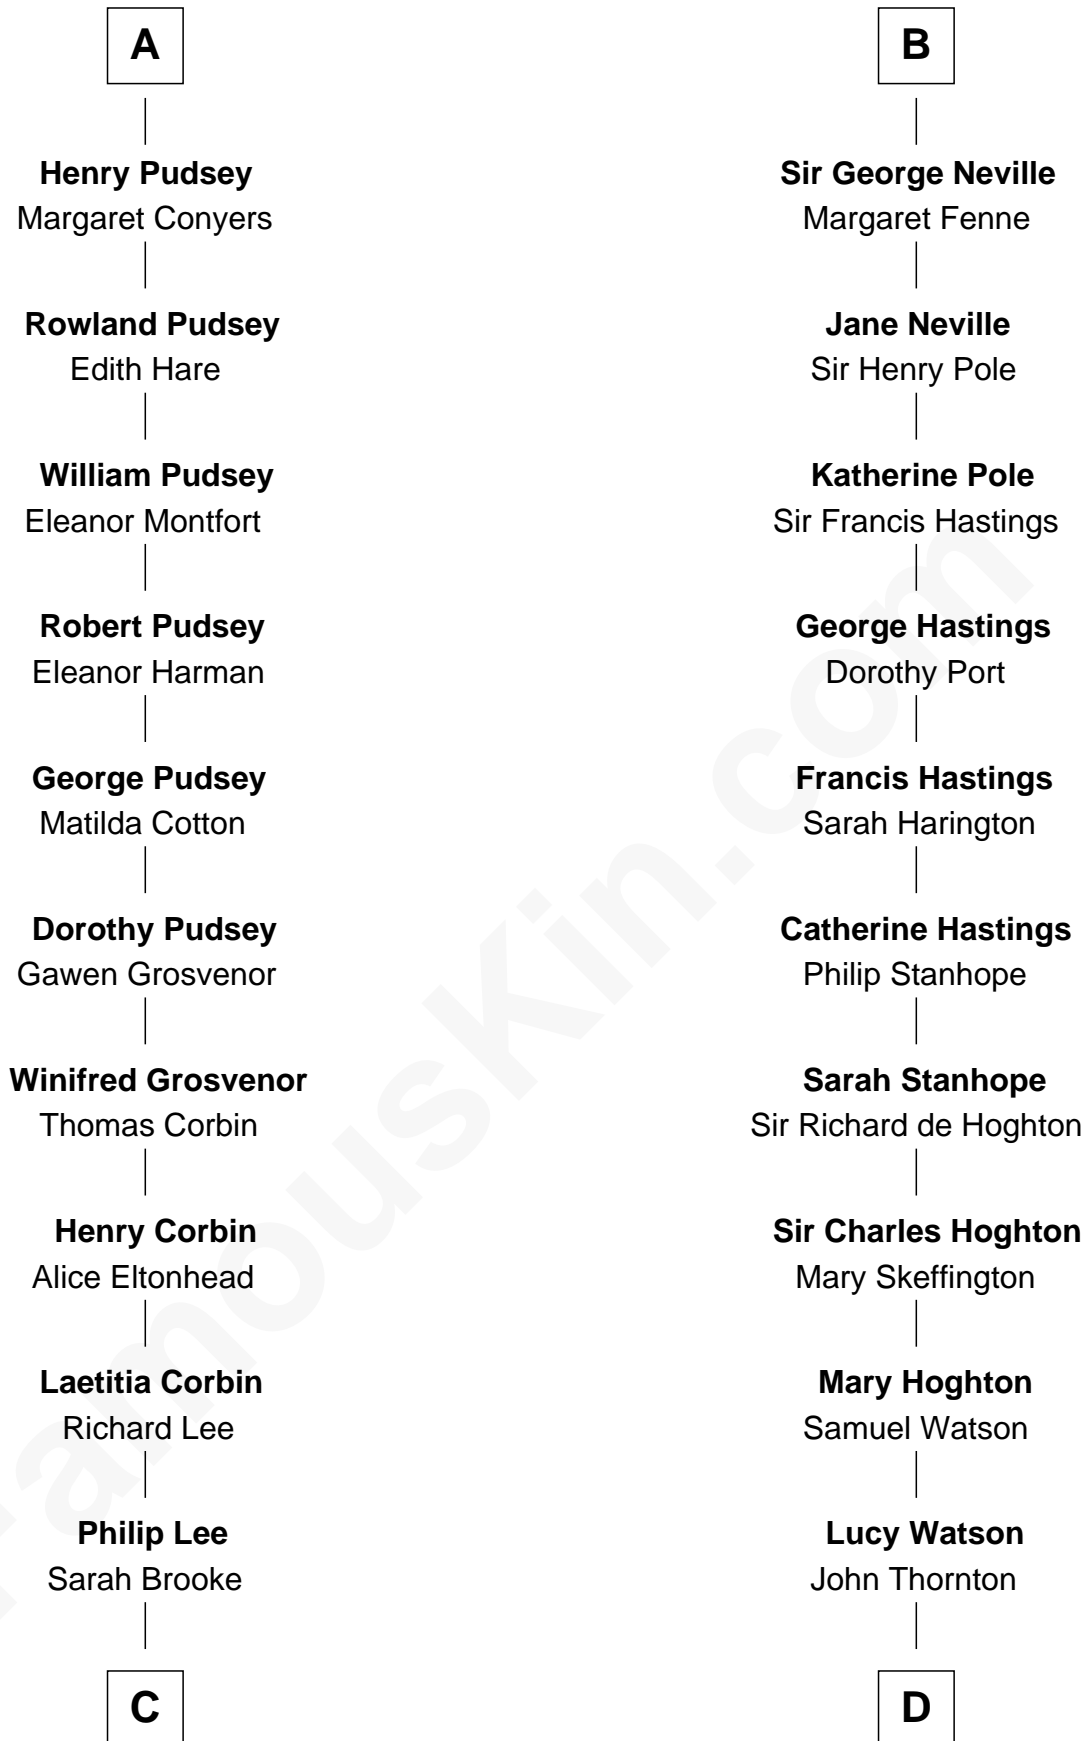 A
Henry Pudsey
Margaret Conyers
Rowland Pudsey
Edith Hare
William Pudsey
Eleanor Montfort
Robert Pudsey
Eleanor Harman
George Pudsey
Matilda Cotton
Dorothy Pudsey
Gawen Grosvenor
Winifred Grosvenor
Thomas Corbin
Henry Corbin
Alice Eltonhead
Laetitia Corbin
Richard Lee
Philip Lee
Sarah Brooke
C
B
Sir George Neville
Margaret Fenne
Jane Neville
Sir Henry Pole
Katherine Pole
Sir Francis Hastings
George Hastings
Dorothy Port
Francis Hastings
Sarah Harington
Catherine Hastings
Philip Stanhope
Sarah Stanhope
Sir Richard de Hoghton
Sir Charles Hoghton
Mary Skeffington
Mary Hoghton
Samuel Watson
Lucy Watson
John Thornton
D
FamousKin.com